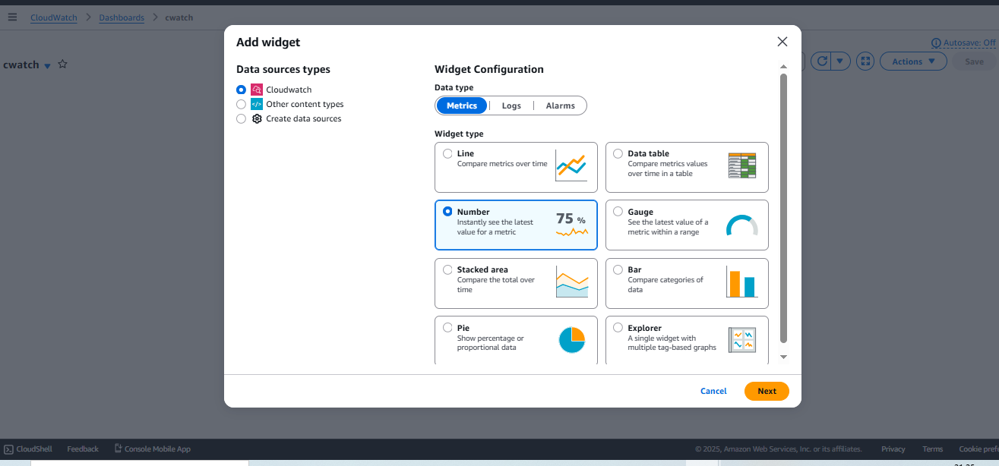 CloudWatch > Dashboards > cwatch
Autosave: Off
cwatch
Actions
Save
Add widget
Data sources types
Cloudwatch
Other content types
Create data sources
Widget Configuration
Data type
Metrics | Logs | Alarms
Widget type
Line
Compare metrics over time
Data table
Compare metrics values
over time in a table
Number
Instantly see the latest
value for a metric
75 %
Gauge
See the latest value of a
metric within a range
Stacked area
Compare the total over
time
Bar
Compare categories of
data
Pie
Show percentage or
proportional data
Explorer
A single widget with
multiple tag-based graphs
Cancel
Next
CloudShell Feedback Console Mobile App © 2025, Amazon Web Services, Inc. or its affiliates. Privacy Terms Cookie pref